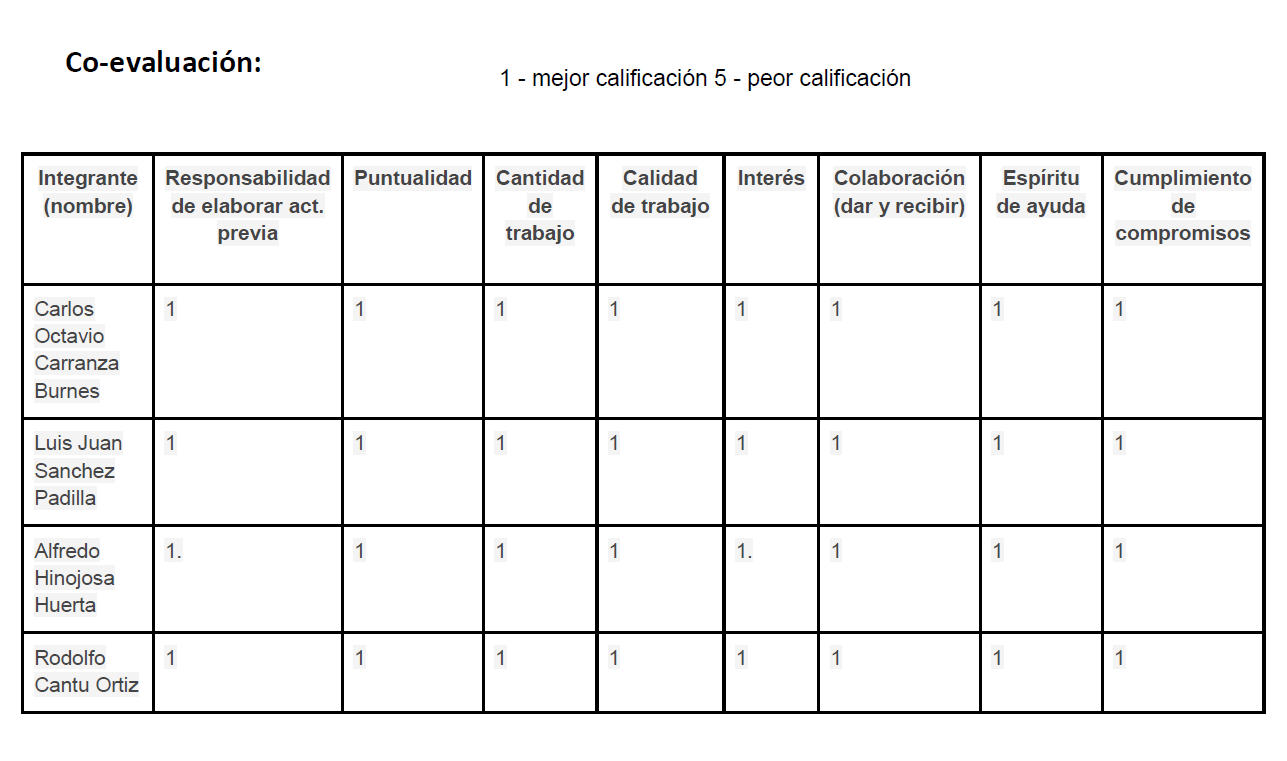 Co-evaluación:
1 - mejor calificación 5 - peor calificación
Integrante (nombre) Responsabilidad de elaborar act. previa Puntualidad Cantidad de trabajo Calidad de trabajo Interés Colaboración (dar y recibir) Espíritu de ayuda Cumplimiento de compromisos
Carlos Octavio Carranza Burnes 1 1 1 1 1 1 1 1
Luis Juan Sanchez Padilla 1 1 1 1 1 1 1 1
Alfredo Hinojosa Huerta 1. 1 1 1 1. 1 1 1
Rodolfo Cantu Ortiz 1 1 1 1 1 1 1 1